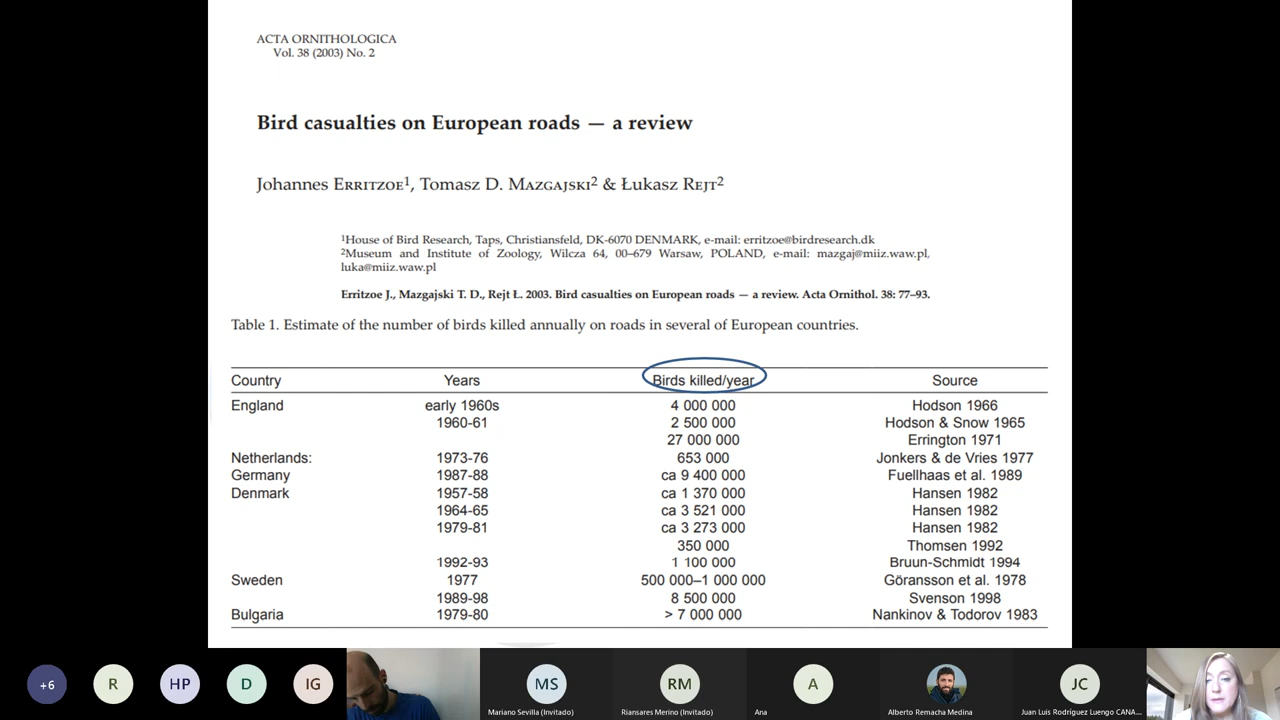 ACTA ORNITHOLOGICA
Vol. 38 (2003) No. 2
Bird casualties on European roads — a review
Johannes ERRITZOE¹, Tomasz D. MAZGAJSKI² & Łukasz REJT²
¹House of Bird Research, Taps, Christiansfeld, DK-6070 DENMARK, e-mail: erritzoe@birdresearch.dk
²Museum and Institute of Zoology, Wilcza 64, 00–679 Warsaw, POLAND, e-mail: mazgaj@miiz.waw.pl,
luka@miiz.waw.pl
Erritzoe J., Mazgajski T. D., Rejt Ł. 2003. Bird casualties on European roads — a review. Acta Ornithol. 38: 77–93.
Table 1. Estimate of the number of birds killed annually on roads in several of European countries.
Country Years Birds killed/year Source
England early 1960s 4 000 000 Hodson 1966
1960-61 2 500 000 Hodson & Snow 1965
27 000 000 Errington 1971
Netherlands: 1973-76 653 000 Jonkers & de Vries 1977
Germany 1987-88 ca 9 400 000 Fuellhaas et al. 1989
Denmark 1957-58 ca 1 370 000 Hansen 1982
1964-65 ca 3 521 000 Hansen 1982
1979-81 ca 3 273 000 Hansen 1982
350 000 Thomsen 1992
1992-93 1 100 000 Bruun-Schmidt 1994
Sweden 1977 500 000–1 000 000 Göransson et al. 1978
1989-98 8 500 000 Svenson 1998
Bulgaria 1979-80 > 7 000 000 Nankinov & Todorov 1983
+6 R HP D IG MS RM A JC
Mariano Sevilla (Invitado) Riansares Merino (Invitado) Ana Alberto Remacha Medina Juan Luis Rodríguez Luengo CANA...